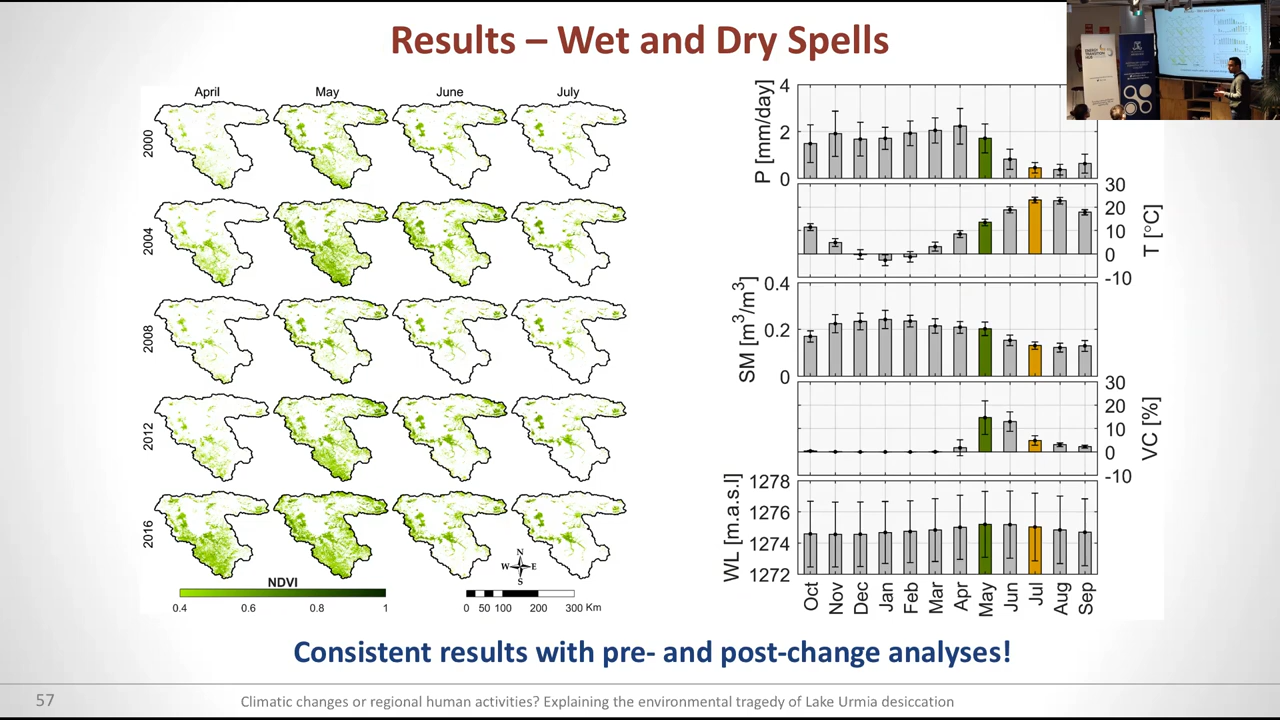 Results – Wet and Dry Spells
April May June July
2000
2004
2008
2012
2016
NDVI
0.4 0.6 0.8 1
N
W E
S
0 50 100 200 300 Km
P [mm/day]
4
2
0
T [°C]
30
20
10
0
-10
SM [m³/m³]
0.4
0.2
0
VC [%]
30
20
10
0
-10
WL [m.a.s.l]
1278
1276
1274
1272
Oct Nov Dec Jan Feb Mar Apr May Jun Jul Aug Sep
Consistent results with pre- and post-change analyses!
57 Climatic changes or regional human activities? Explaining the environmental tragedy of Lake Urmia desiccation